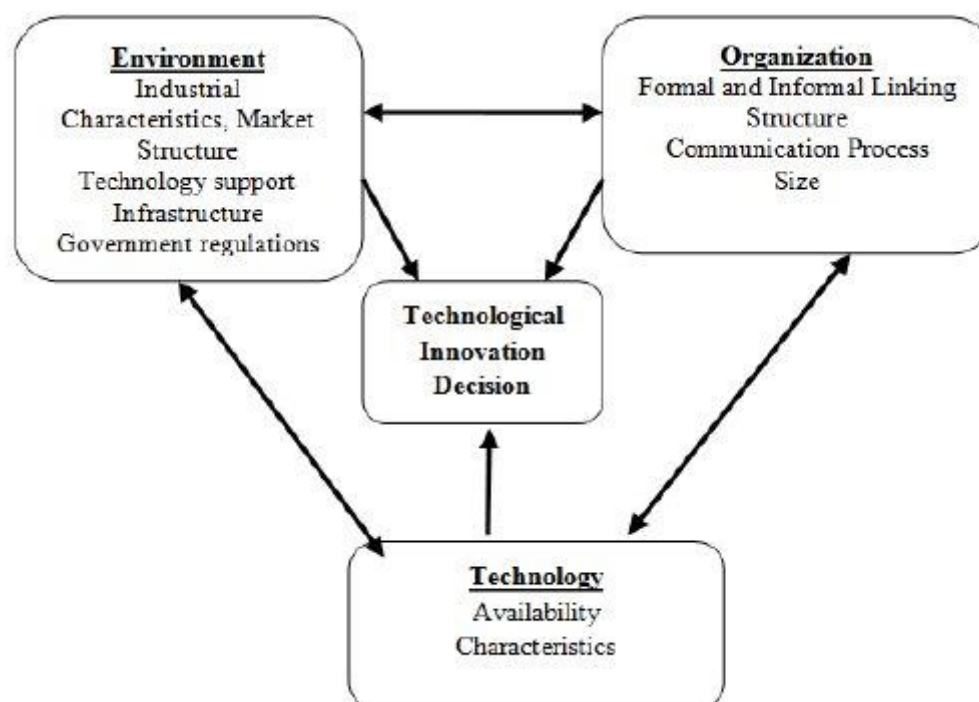 Environment
Industrial
Characteristics, Market
Structure
Technology support
Infrastructure
Government regulations
Organization
Formal and Informal Linking
Structure
Communication Process
Size
Technological
Innovation
Decision
Technology
Availability
Characteristics